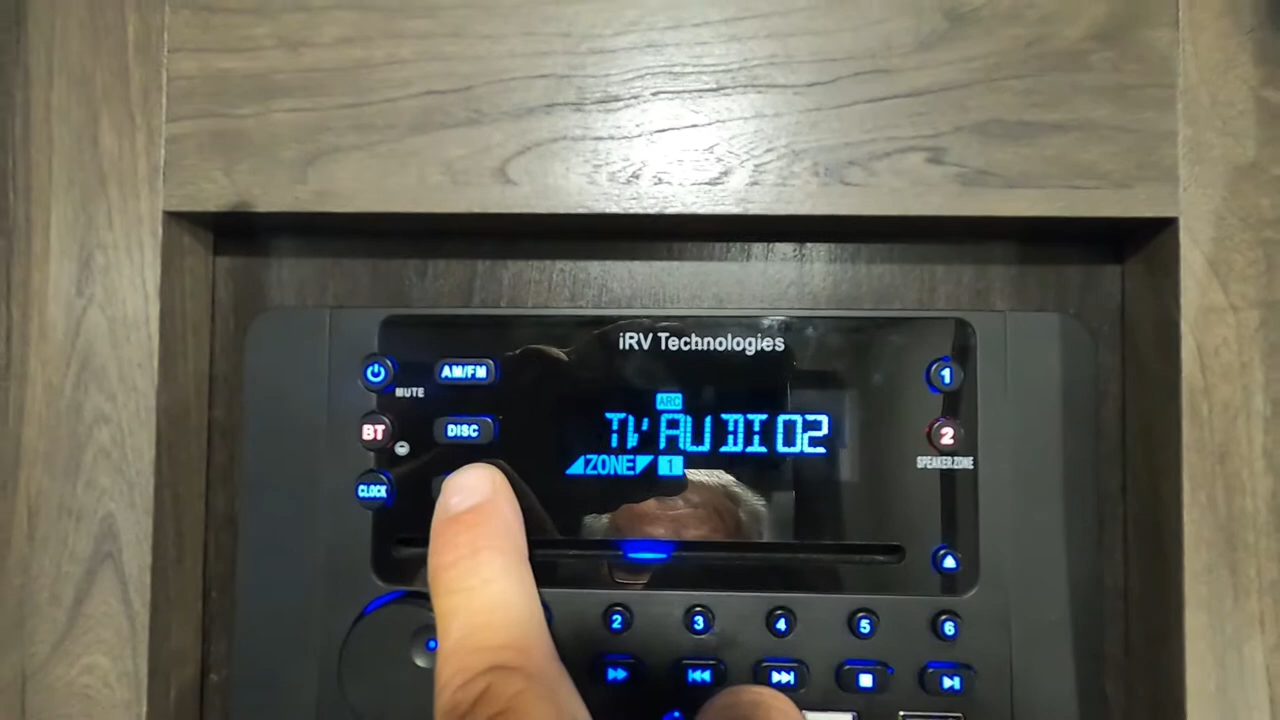 iRV Technologies
AM/FM
MUTE
ARC
TV AUDIO2
BT
DISC
ZONE 1
CLOCK
1
2
SPEAKER ZONE
2 3 4 5 6